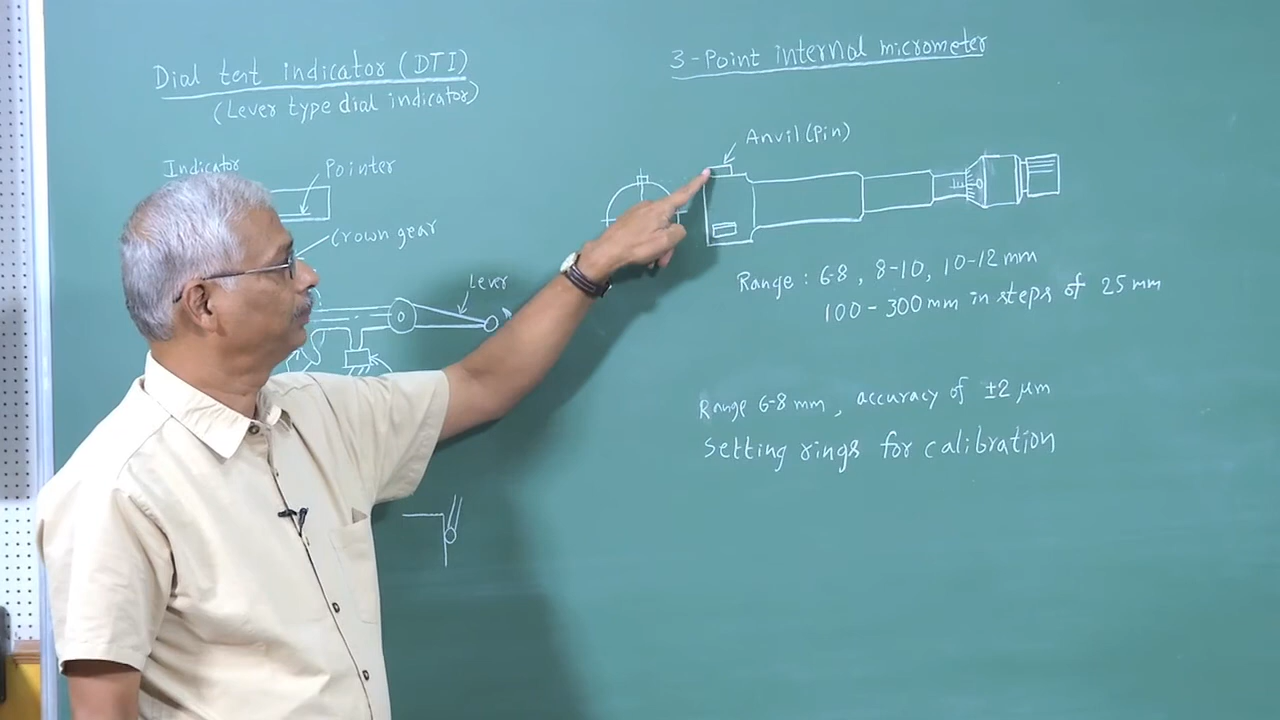 Dial test indicator (DTI)
(Lever type dial indicator)
Indicator
Pointer
Crown gear
Lever
3-Point internal micrometer
Anvil (Pin)
Range : 6-8, 8-10, 10-12 mm
100-300 mm in steps of 25 mm
Range 6-8 mm, accuracy of ±2 μm
Setting rings for calibration